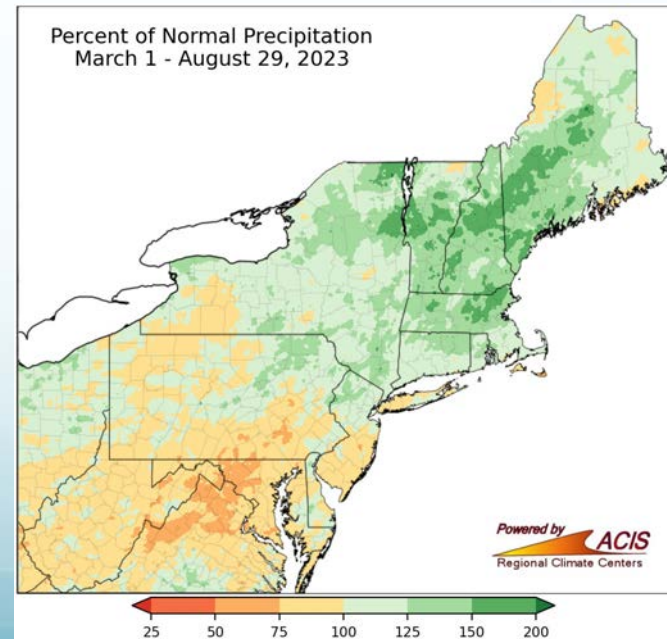 Percent of Normal Precipitation
March 1 - August 29, 2023
Powered by
ACIS
Regional Climate Centers
25 50 75 100 125 150 200